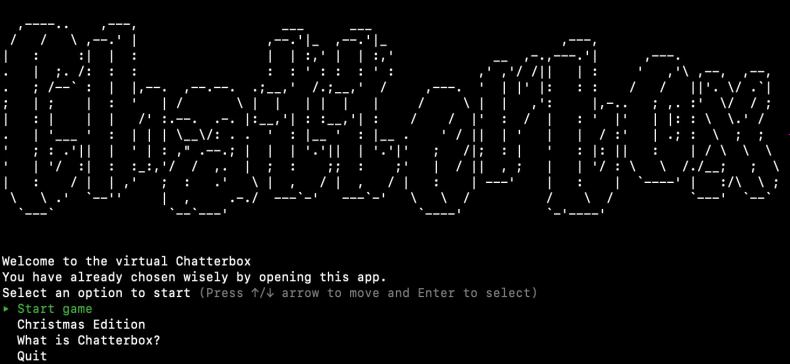 Chatterbox
Welcome to the virtual Chatterbox
You have already chosen wisely by opening this app.
Select an option to start (Press ↑/↓ arrow to move and Enter to select)
▸ Start game
Christmas Edition
What is Chatterbox?
Quit